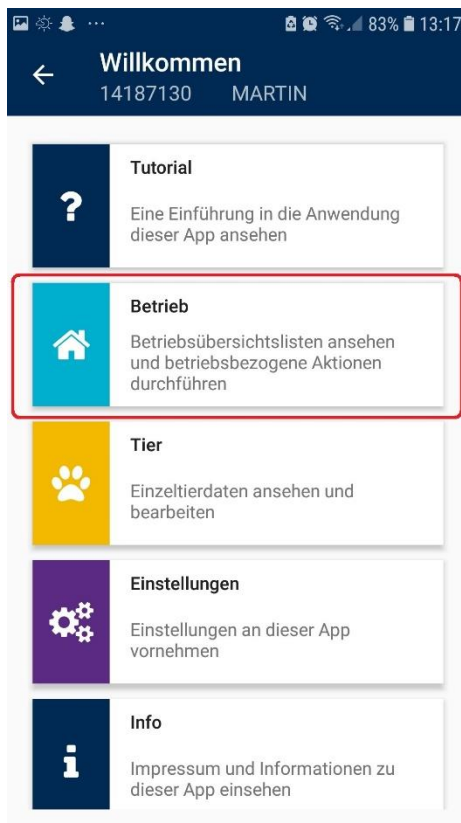 83% 13:17
Willkommen
14187130 MARTIN
Tutorial
Eine Einführung in die Anwendung
dieser App ansehen
Betrieb
Betriebsübersichtslisten ansehen
und betriebsbezogene Aktionen
durchführen
Tier
Einzeltierdaten ansehen und
bearbeiten
Einstellungen
Einstellungen an dieser App
vornehmen
Info
Impressum und Informationen zu
dieser App einsehen